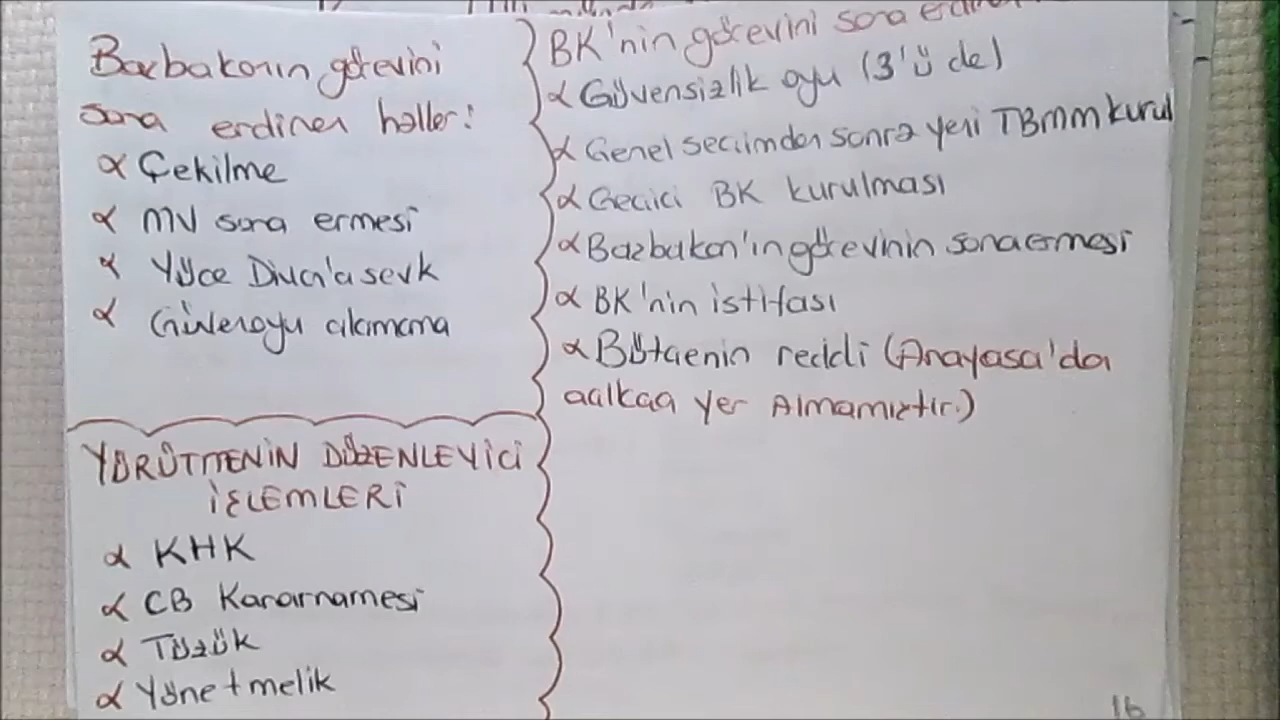 Başbakanın görevini
sona erdiren haller:
∝ Çekilme
∝ MV sona ermesi
∝ Yüce Divan'a sevk
∝ Güvenoyu alamama
YÜRÜTMENİN DÜZENLEYİCİ
İŞLEMLERİ
∝ KHK
∝ CB Kararnamesi
∝ Tüzük
∝ Yönetmelik
BK'nin görevini sona erdiren
∝ Güvensizlik oyu (3'ü de)
∝ Genel seçimden sonra yeni TBMM kurul
∝ Geçici BK kurulması
∝ Başbakan'ın görevinin sona ermesi
∝ BK'nin istifası
∝ Bütçenin reddi (Anayasa'da
açıkça yer Almamıştır.)
16